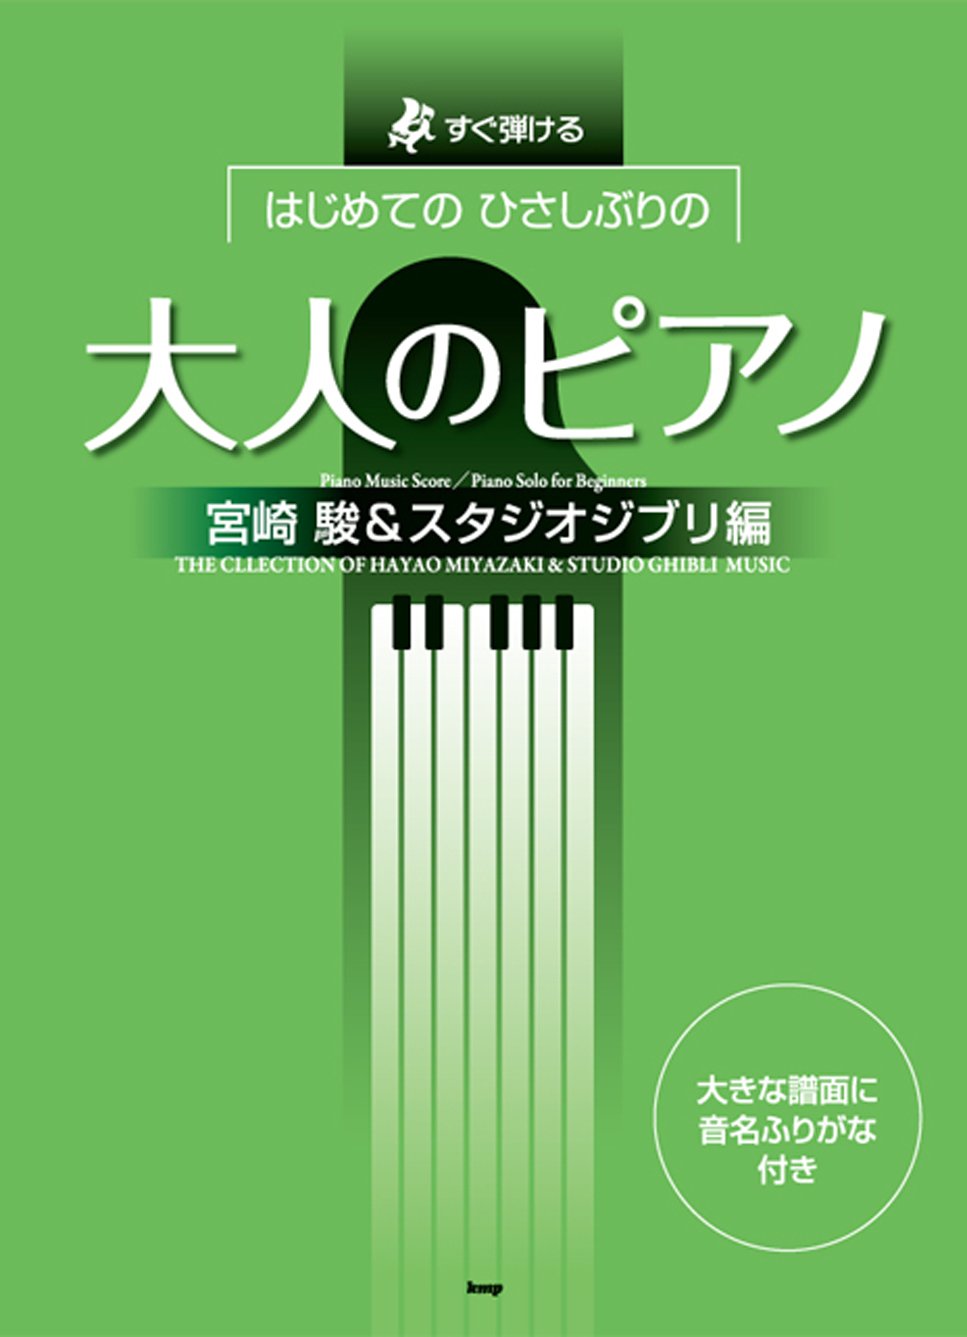 すぐ弾ける
はじめての ひさしぶりの
大人のピアノ
Piano Music Score／Piano Solo for Beginners
宮崎 駿＆スタジオジブリ編
THE CLLECTION OF HAYAO MIYAZAKI & STUDIO GHIBLI MUSIC
大きな譜面に
音名ふりがな
付き
kmp